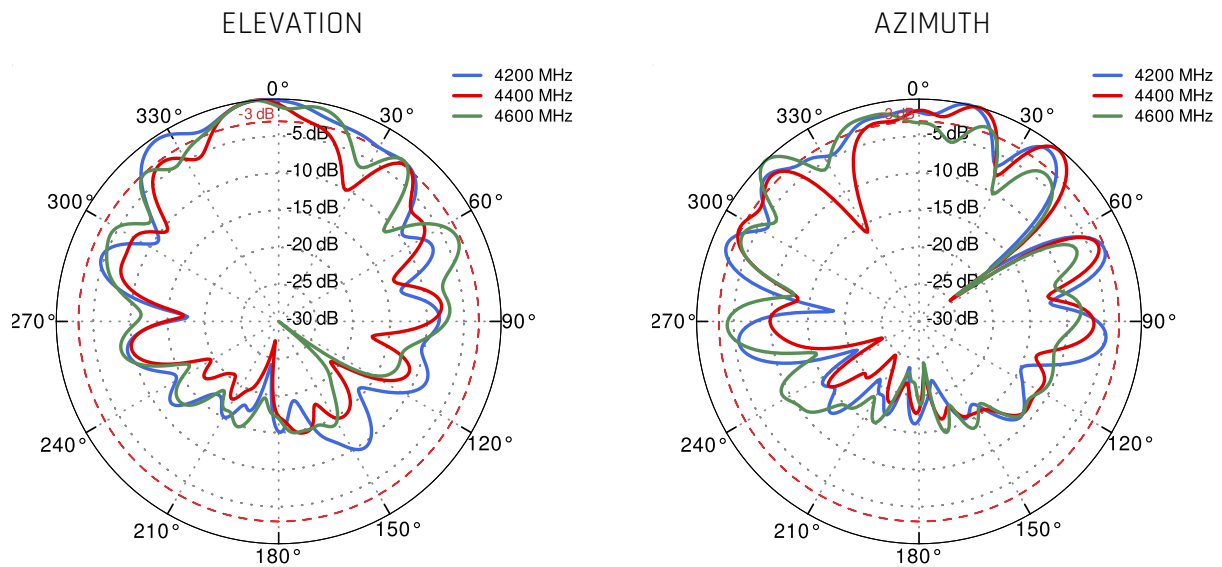 ELEVATION
4200 MHz
4400 MHz
4600 MHz
0°
30°
60°
90°
120°
150°
180°
210°
240°
270°
300°
330°
-3 dB
-5 dB
-10 dB
-15 dB
-20 dB
-25 dB
-30 dB
AZIMUTH
4200 MHz
4400 MHz
4600 MHz
0°
30°
60°
90°
120°
150°
180°
210°
240°
270°
300°
330°
-3 dB
-5 dB
-10 dB
-15 dB
-20 dB
-25 dB
-30 dB